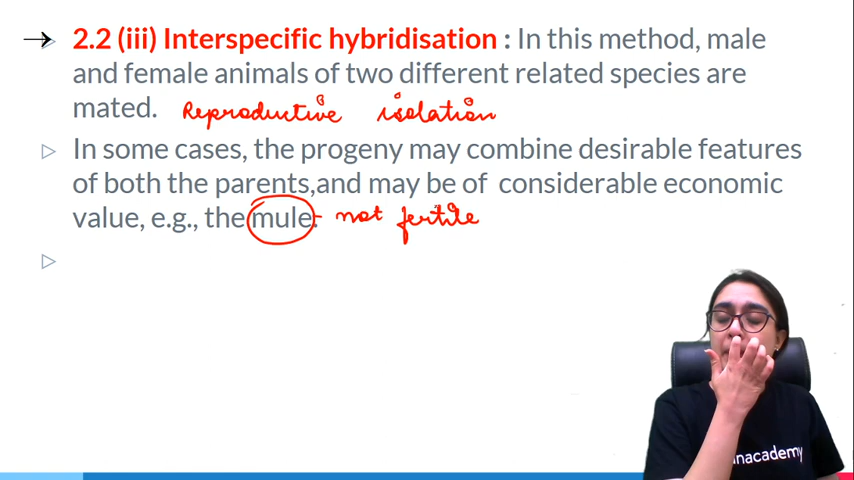 2.2 (iii) Interspecific hybridisation : In this method, male
and female animals of two different related species are
mated. Reproductive isolation
In some cases, the progeny may combine desirable features
of both the parents,and may be of considerable economic
value, e.g., the mule. - not fertile
nacademy